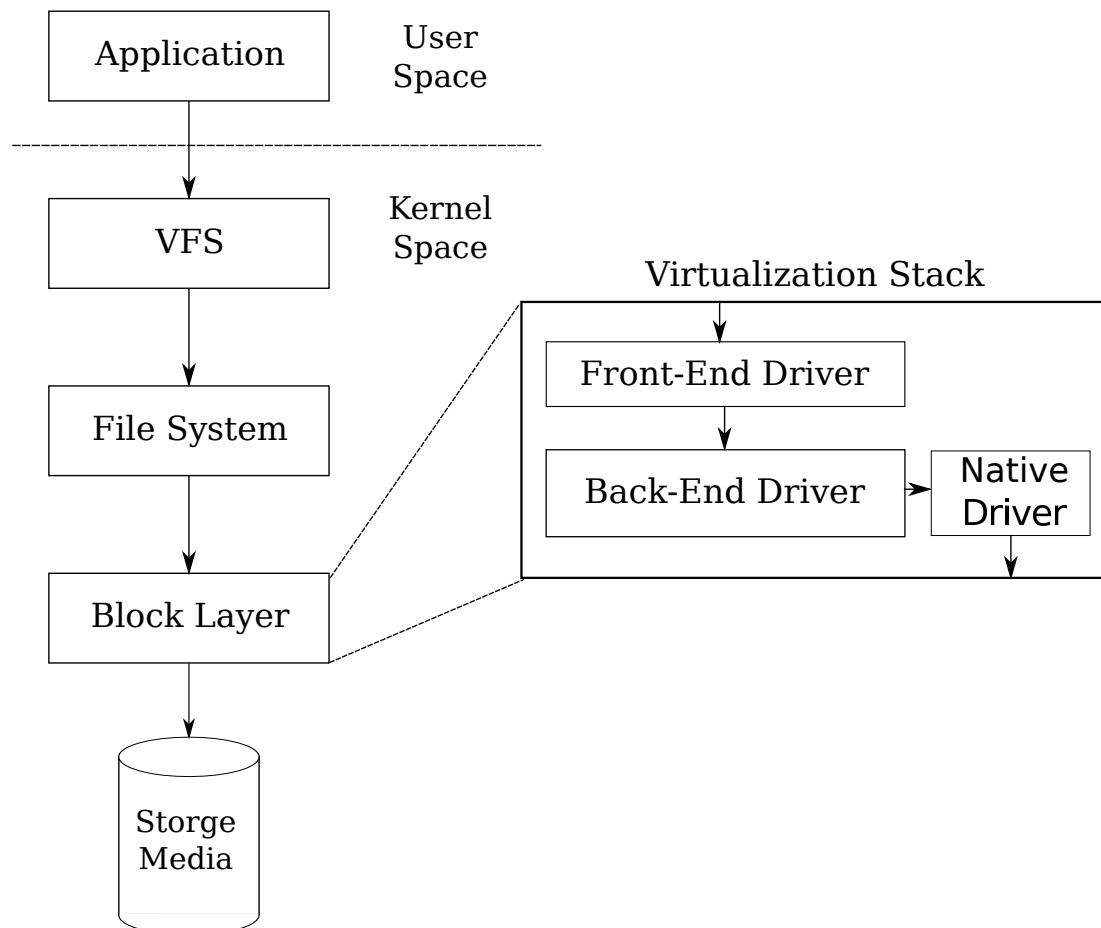 Application
User
Space
VFS
Kernel
Space
Virtualization Stack
Front-End Driver
File System
Back-End Driver
Native
Driver
Block Layer
Storge
Media